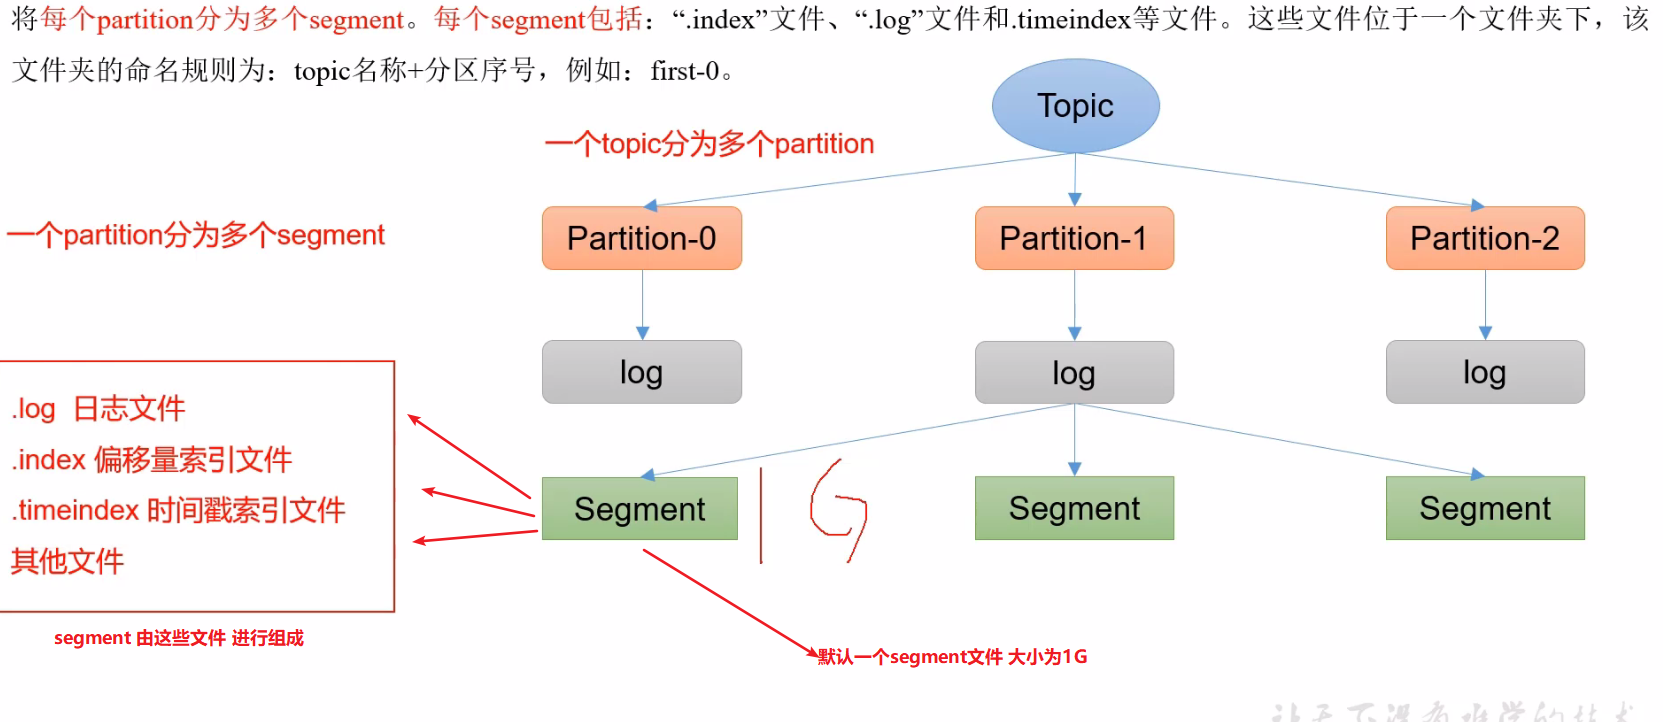 将每个partition分为多个segment。每个segment包括：“.index”文件、“.log”文件和.timeindex等文件。这些文件位于一个文件夹下，该
文件夹的命名规则为：topic名称+分区序号，例如：first-0。
Topic
一个topic分为多个partition
一个partition分为多个segment
Partition-0
Partition-1
Partition-2
log
log
log
.log 日志文件
.index 偏移量索引文件
.timeindex 时间戳索引文件
其他文件
Segment
1G
Segment
Segment
segment 由这些文件 进行组成
默认一个segment文件 大小为1G
让天下没有难学的技术